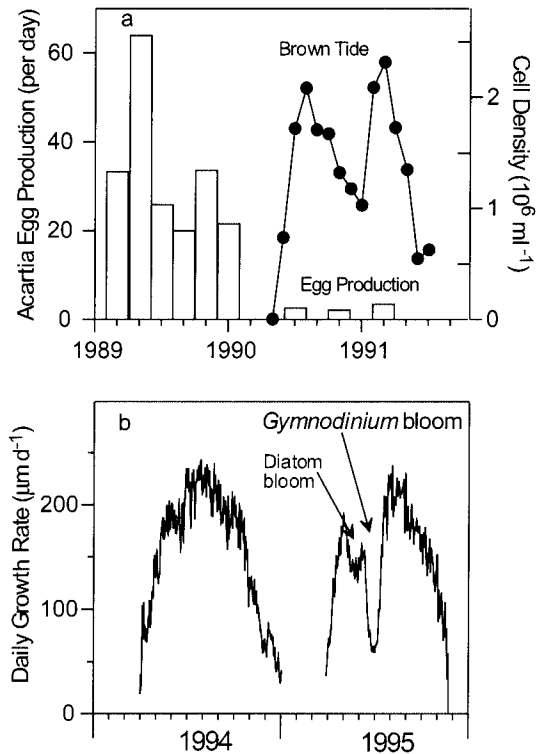 a
Brown Tide
Egg Production
Acartia Egg Production (per day)
60
40
20
0
Cell Density (10⁶ ml⁻¹)
2
1
0
1989
1990
1991
b
Gymnodinium bloom
Diatom
bloom
Daily Growth Rate (μm d⁻¹)
200
100
0
1994
1995